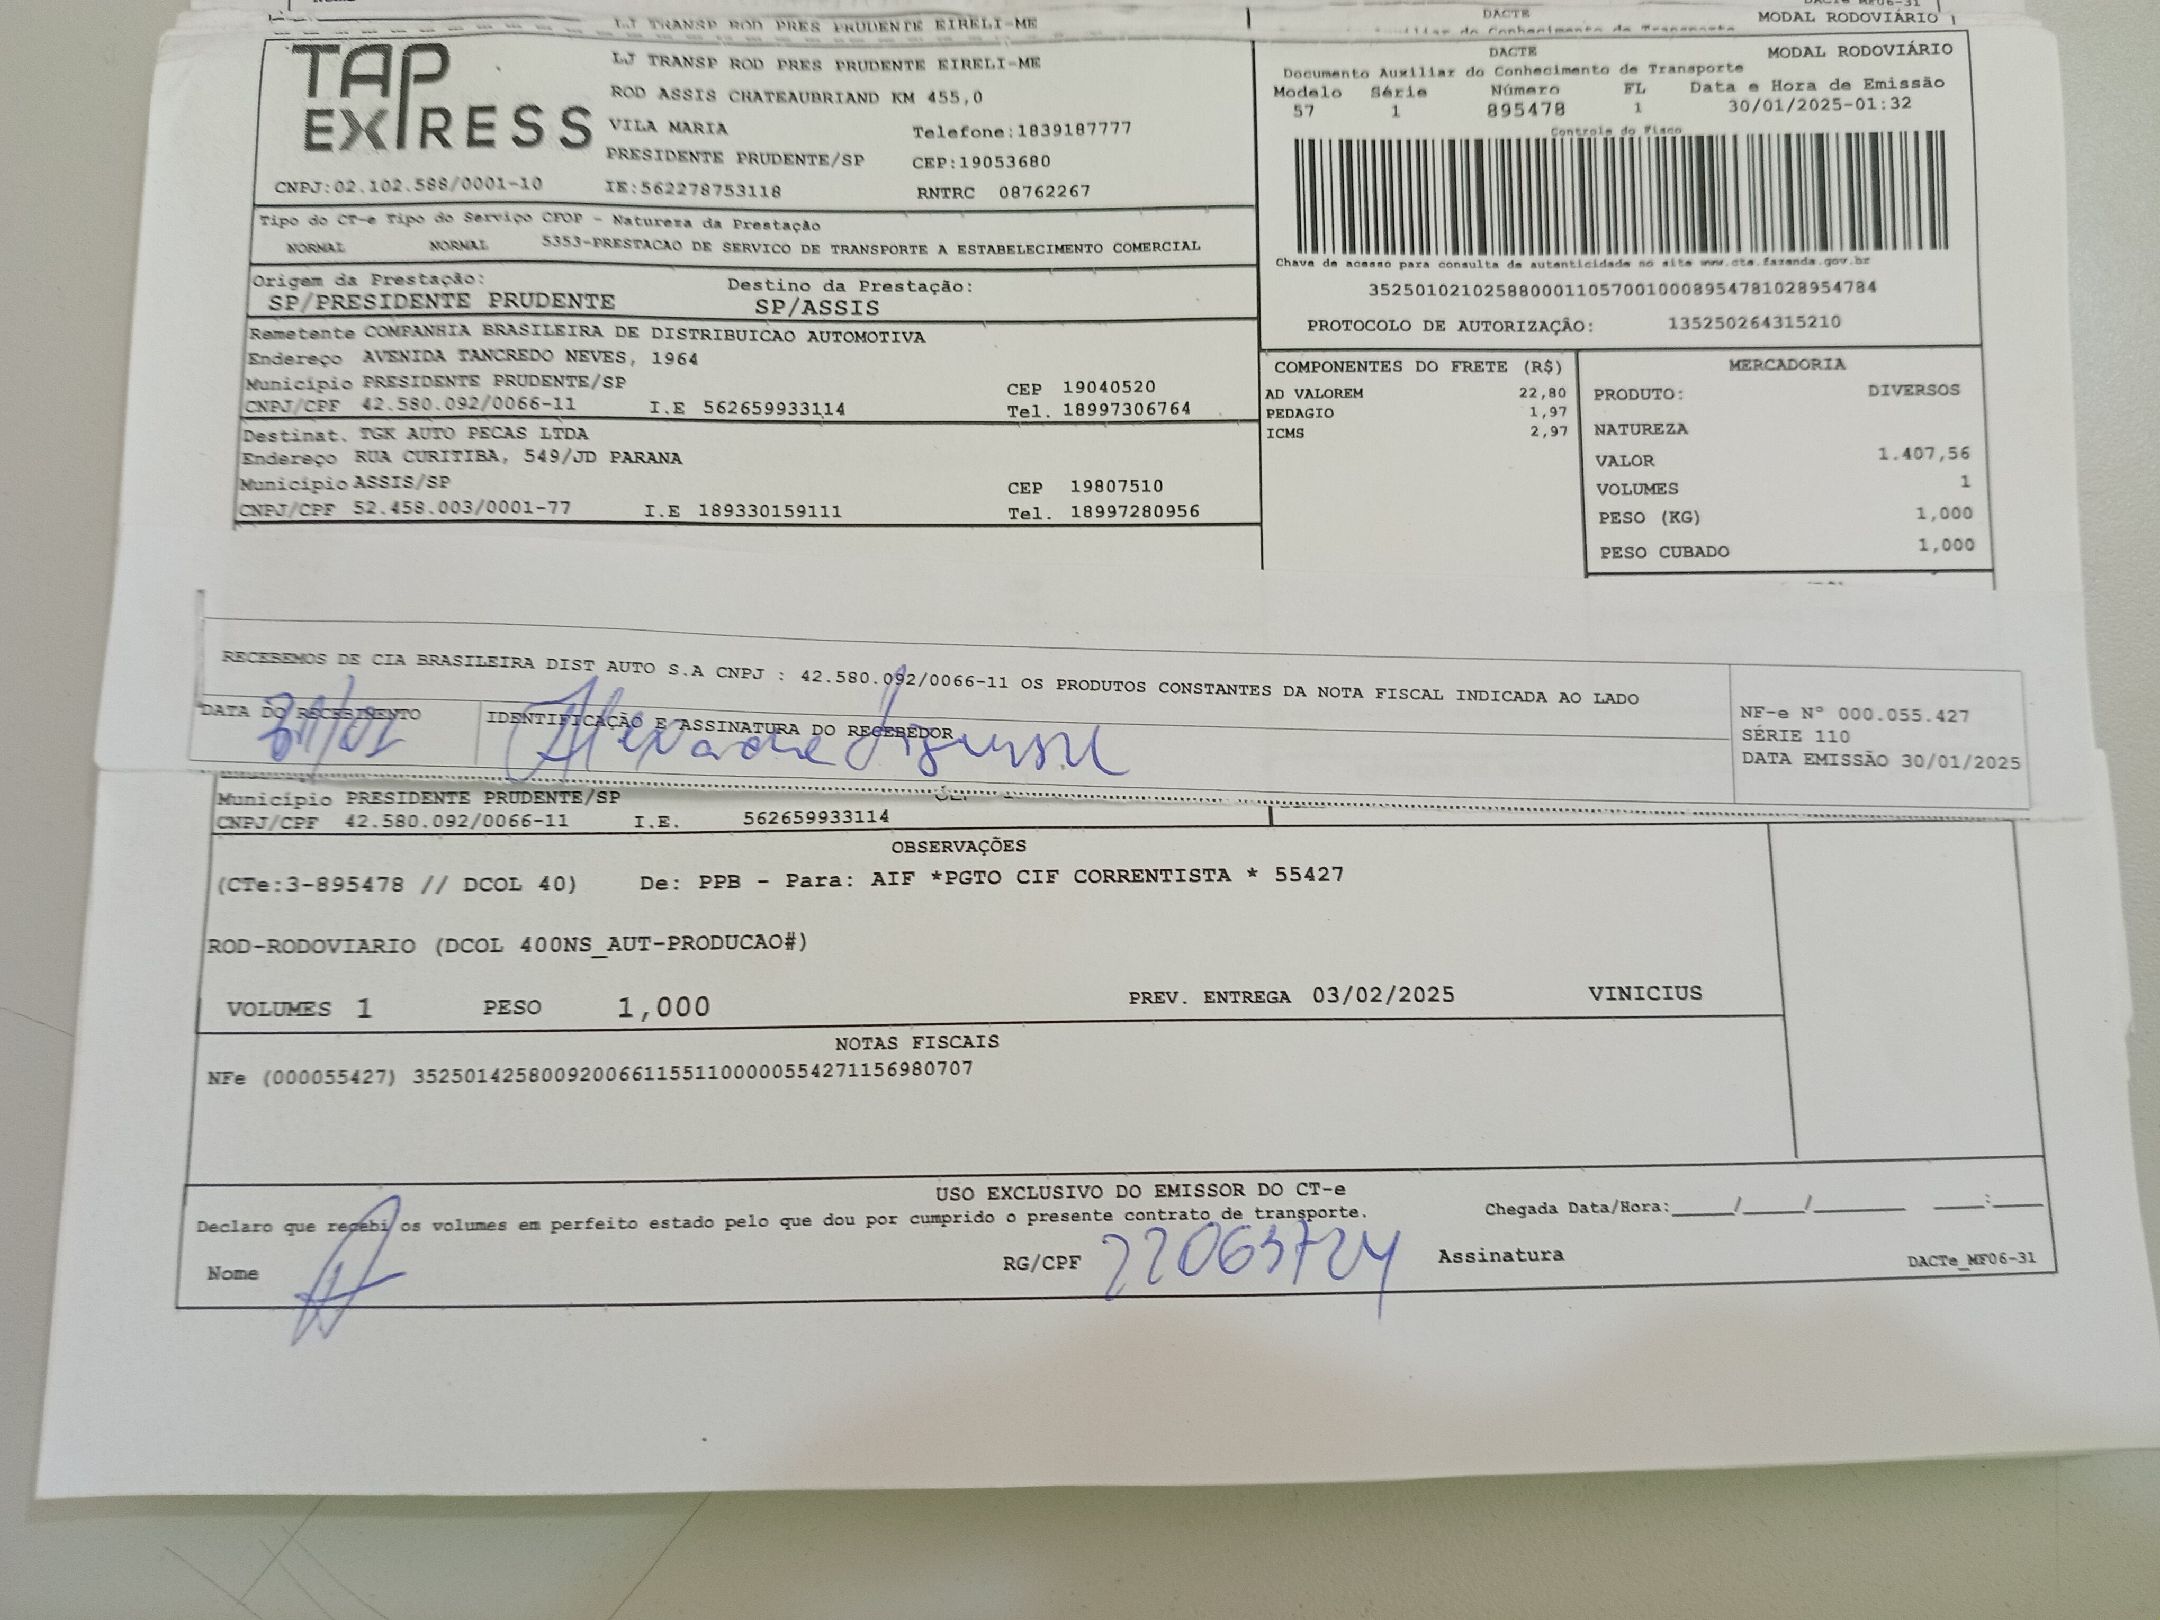 LJ TRANSP ROD PRES PRUDENTE EIRELI-ME
DACTE
MODAL RODOVIÁRIO
TAP EXPRESS
LJ TRANSP ROD PRES PRUDENTE EIRELI-ME
ROD ASSIS CHATEAUBRIAND KM 455,0
VILA MARIA Telefone:1839187777
PRESIDENTE PRUDENTE/SP CEP:19053680
CNPJ:02.102.588/0001-10 IE:562278753118 RNTRC 08762267
DACTE MODAL RODOVIÁRIO
Documento Auxiliar do Conhecimento de Transporte
Modelo Série Número FL Data e Hora de Emissão
57 1 895478 1 30/01/2025-01:32
Controle do Fisco
Chave de acesso para consulta de autenticidade no site www.cte.fazenda.gov.br
35250102102588000110570010008954781028954784
PROTOCOLO DE AUTORIZAÇÃO: 135250264315210
Tipo do CT-e Tipo do Serviço CFOP - Natureza da Prestação
NORMAL NORMAL 5353-PRESTACAO DE SERVICO DE TRANSPORTE A ESTABELECIMENTO COMERCIAL
Origem da Prestação: Destino da Prestação:
SP/PRESIDENTE PRUDENTE SP/ASSIS
Remetente COMPANHIA BRASILEIRA DE DISTRIBUICAO AUTOMOTIVA
Endereço AVENIDA TANCREDO NEVES, 1964
Município PRESIDENTE PRUDENTE/SP CEP 19040520
CNPJ/CPF 42.580.092/0066-11 I.E 562659933114 Tel. 18997306764
Destinat. TGK AUTO PECAS LTDA
Endereço RUA CURITIBA, 549/JD PARANA
Município ASSIS/SP CEP 19807510
CNPJ/CPF 52.458.003/0001-77 I.E 189330159111 Tel. 18997280956
COMPONENTES DO FRETE (R$)
AD VALOREM 22,80
PEDAGIO 1,97
ICMS 2,97
MERCADORIA
PRODUTO: DIVERSOS
NATUREZA
VALOR 1.407,56
VOLUMES 1
PESO (KG) 1,000
PESO CUBADO 1,000
RECEBEMOS DE CIA BRASILEIRA DIST AUTO S.A CNPJ : 42.580.092/0066-11 OS PRODUTOS CONSTANTES DA NOTA FISCAL INDICADA AO LADO
DATA DO RECEBIMENTO IDENTIFICAÇÃO E ASSINATURA DO RECEBEDOR
NF-e Nº 000.055.427
SÉRIE 110
DATA EMISSÃO 30/01/2025
Município PRESIDENTE PRUDENTE/SP
CNPJ/CPF 42.580.092/0066-11 I.E. 562659933114
OBSERVAÇÕES
(CTe:3-895478 // DCOL 40) De: PPB - Para: AIF *PGTO CIF CORRENTISTA * 55427
ROD-RODOVIARIO (DCOL 400NS_AUT-PRODUCAO#)
VOLUMES 1 PESO 1,000 PREV. ENTREGA 03/02/2025 VINICIUS
NOTAS FISCAIS
NFe (000055427) 35250142580092006611551100000554271156980707
USO EXCLUSIVO DO EMISSOR DO CT-e
Declaro que recebi os volumes em perfeito estado pelo que dou por cumprido o presente contrato de transporte. Chegada Data/Hora:____/____/______ ____:____
Nome RG/CPF Assinatura DACTe_MF06-31